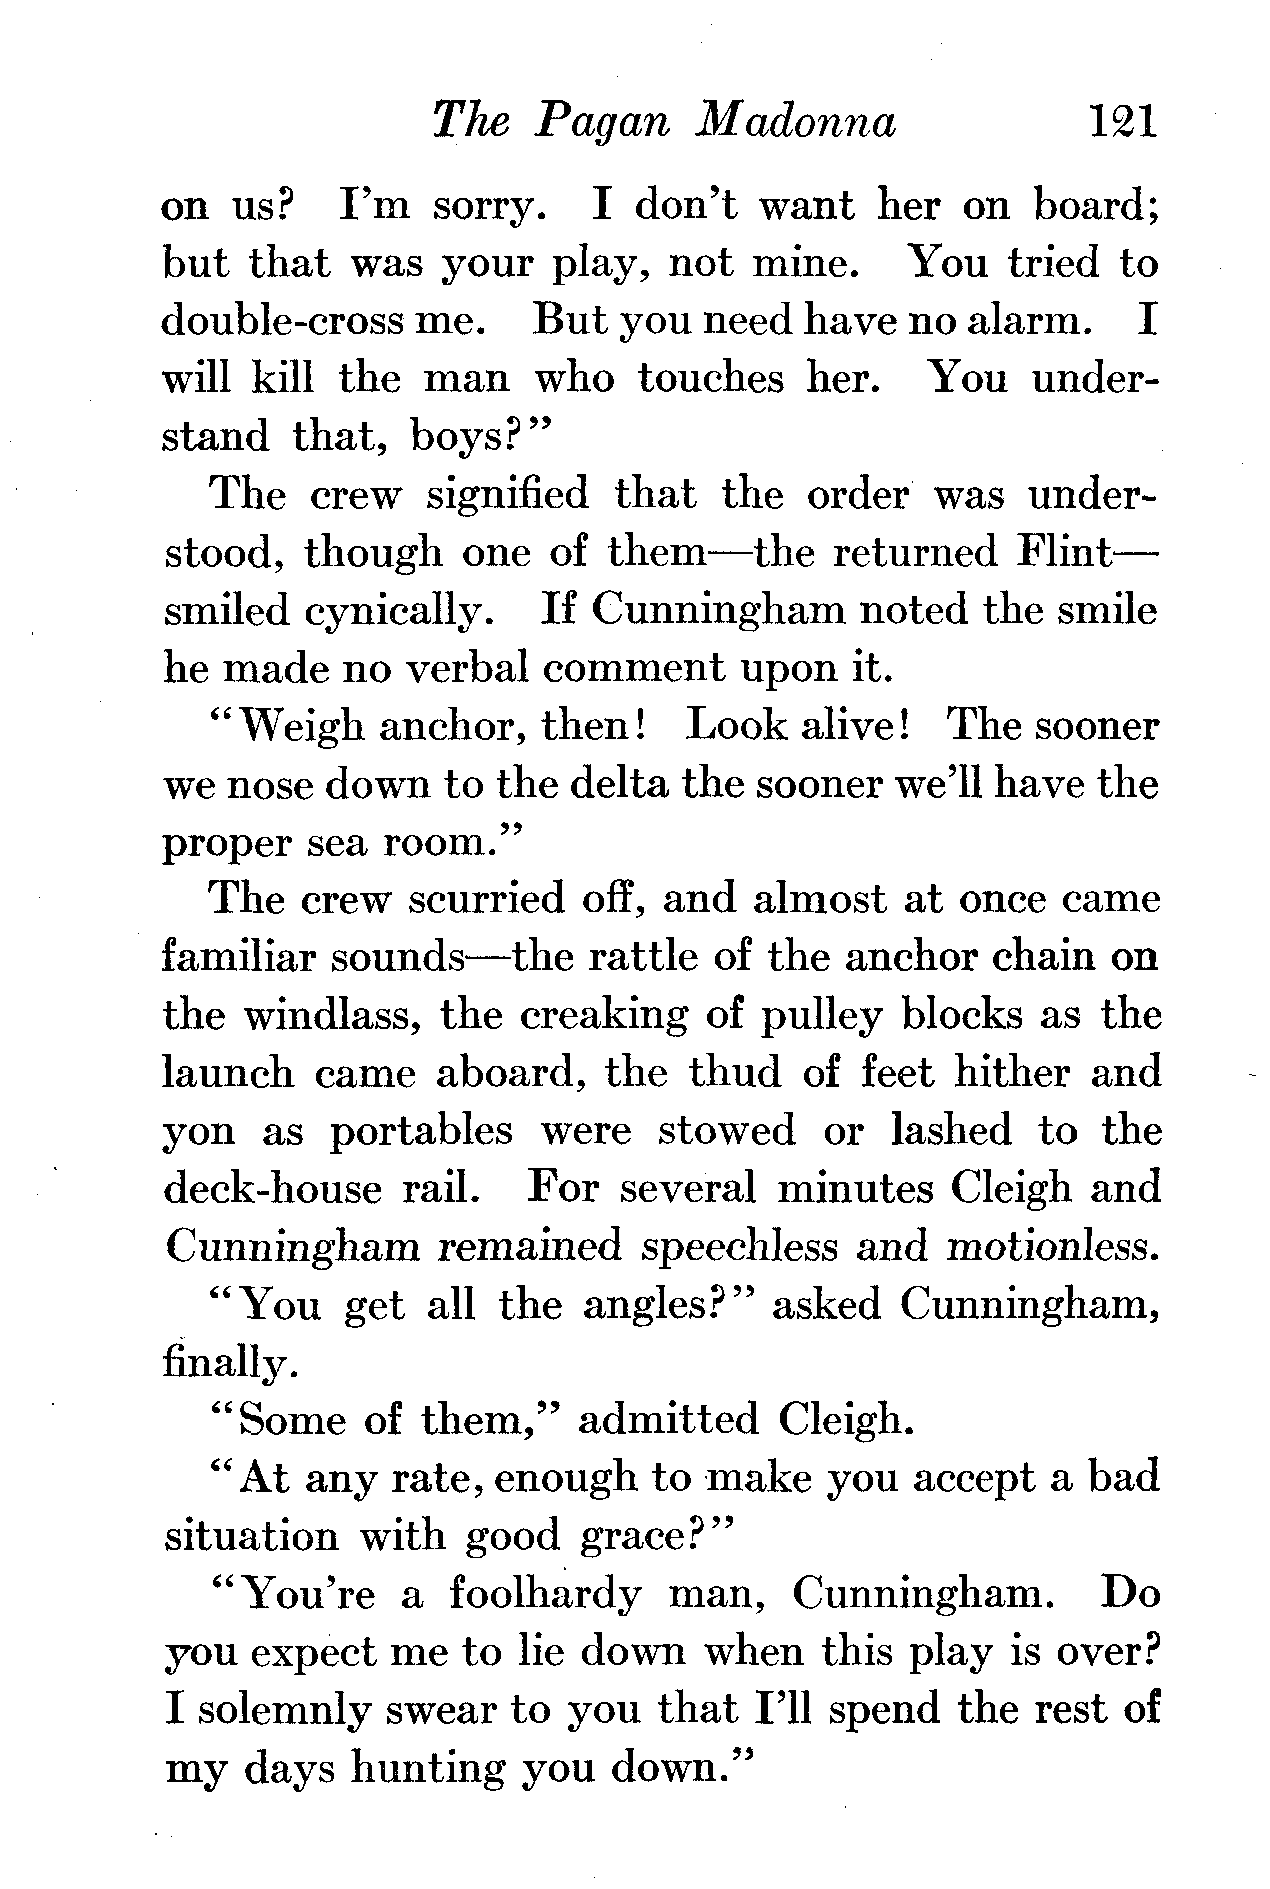 The Pagan Madonna 121
on us? I'm sorry. I don't want her on board;
but that was your play, not mine. You tried to
double-cross me. But you need have no alarm. I
will kill the man who touches her. You under-
stand that, boys?"
The crew signified that the order was under-
stood, though one of them—the returned Flint—
smiled cynically. If Cunningham noted the smile
he made no verbal comment upon it.
"Weigh anchor, then! Look alive! The sooner
we nose down to the delta the sooner we'll have the
proper sea room."
The crew scurried off, and almost at once came
familiar sounds—the rattle of the anchor chain on
the windlass, the creaking of pulley blocks as the
launch came aboard, the thud of feet hither and
yon as portables were stowed or lashed to the
deck-house rail. For several minutes Cleigh and
Cunningham remained speechless and motionless.
"You get all the angles?" asked Cunningham,
finally.
"Some of them," admitted Cleigh.
"At any rate, enough to make you accept a bad
situation with good grace?"
"You're a foolhardy man, Cunningham. Do
you expect me to lie down when this play is over?
I solemnly swear to you that I'll spend the rest of
my days hunting you down."